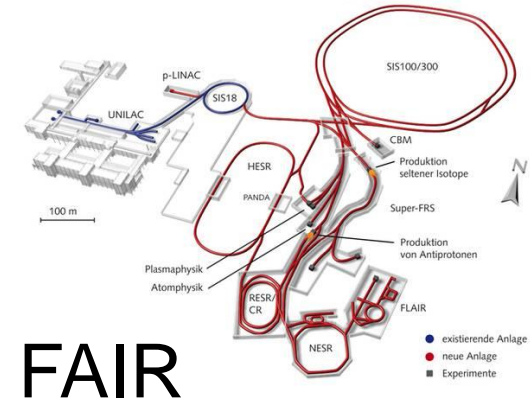 p-LINAC
SIS18
UNILAC
SIS100/300
CBM
HESR
Produktion
seltener Isotope
PANDA
Super-FRS
100 m
N
Plasmaphysik
Atomphysik
Produktion
von Antiprotonen
RESR/
CR
FLAIR
NESR
existierende Anlage
neue Anlage
Experimente
FAIR